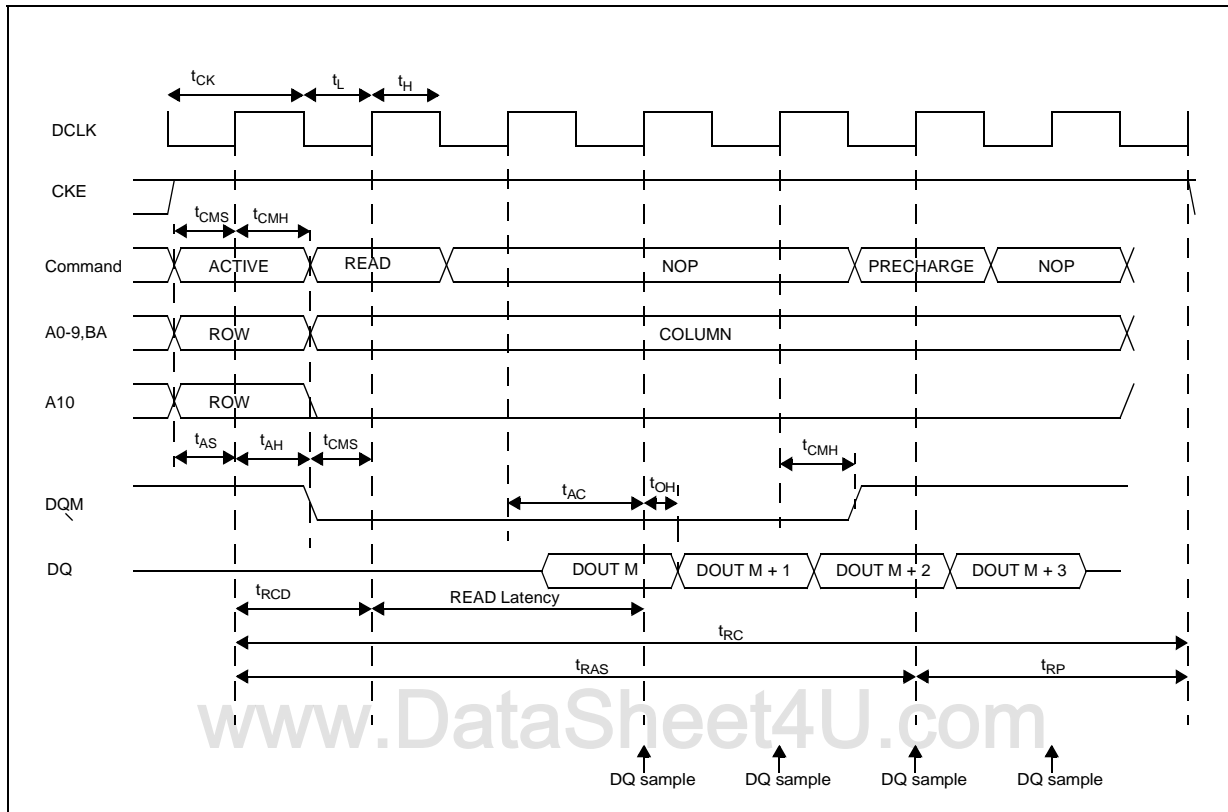 tCK tL tH
DCLK
CKE
tCMS tCMH
Command ACTIVE READ NOP PRECHARGE NOP
A0-9,BA ROW COLUMN
A10 ROW
tAS tAH tCMS tCMH
tAC tOH
DQM
DQ DOUT M DOUT M + 1 DOUT M + 2 DOUT M + 3
tRCD READ Latency
tRC
tRAS tRP
www.DataSheet4U.com
DQ sample DQ sample DQ sample DQ sample